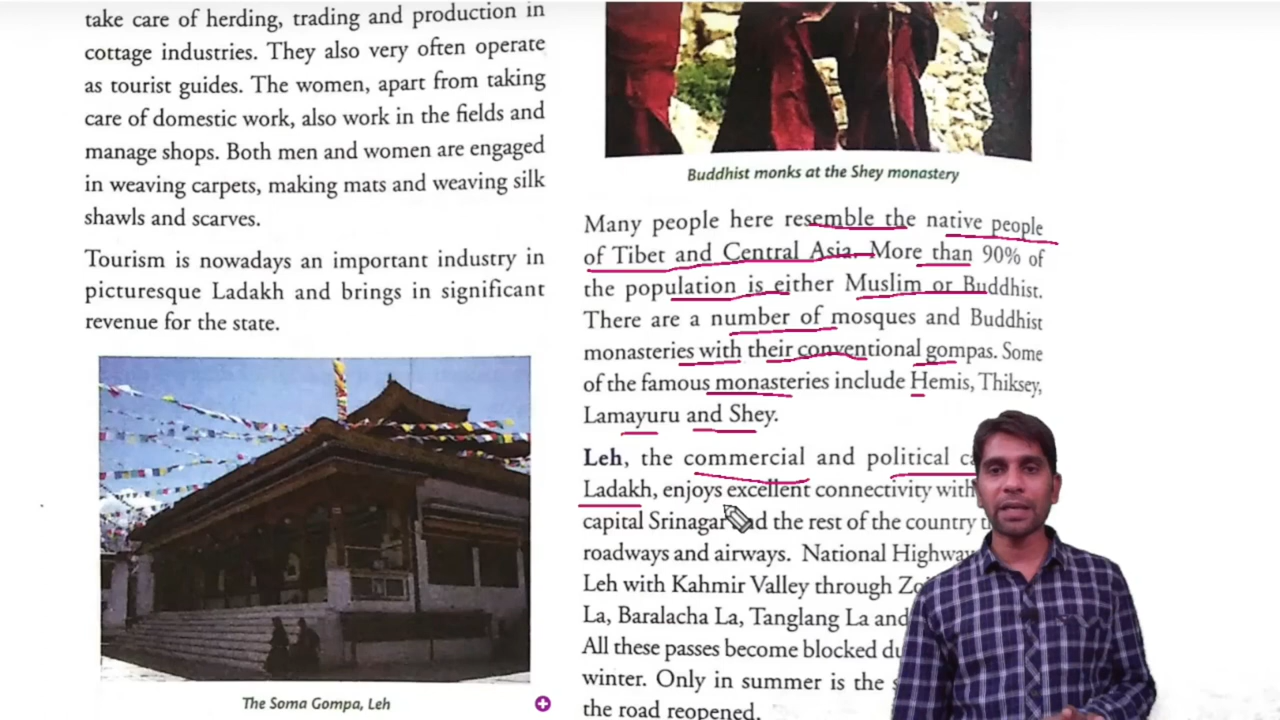 take care of herding, trading and production in
cottage industries. They also very often operate
as tourist guides. The women, apart from taking
care of domestic work, also work in the fields and
manage shops. Both men and women are engaged
in weaving carpets, making mats and weaving silk
shawls and scarves.
Tourism is nowadays an important industry in
picturesque Ladakh and brings in significant
revenue for the state.
The Soma Gompa, Leh
Buddhist monks at the Shey monastery
Many people here resemble the native people
of Tibet and Central Asia. More than 90% of
the population is either Muslim or Buddhist.
There are a number of mosques and Buddhist
monasteries with their conventional gompas. Some
of the famous monasteries include Hemis, Thiksey,
Lamayuru and Shey.
Leh, the commercial and political
Ladakh, enjoys excellent connectivity with
capital Srinagar and the rest of the country
roadways and airways. National Highway
Leh with Kahmir Valley through
La, Baralacha La, Tanglang La and
All these passes become blocked
winter. Only in summer is the
the road reopened.